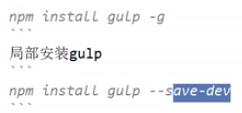 npm install gulp -g
```
局部安装gulp
```
npm install gulp --save-dev
```